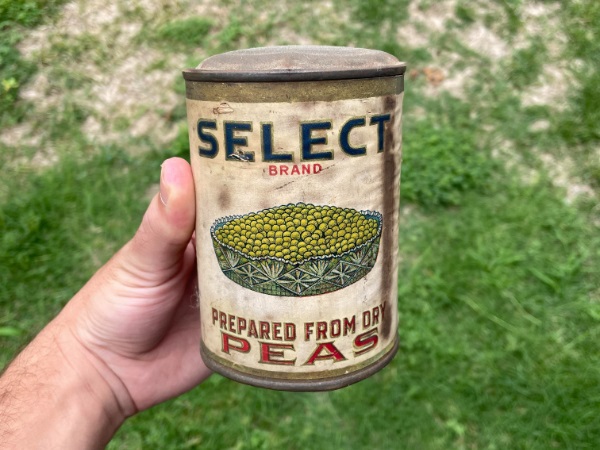 SELECT
BRAND
PREPARED FROM DRY
PEAS